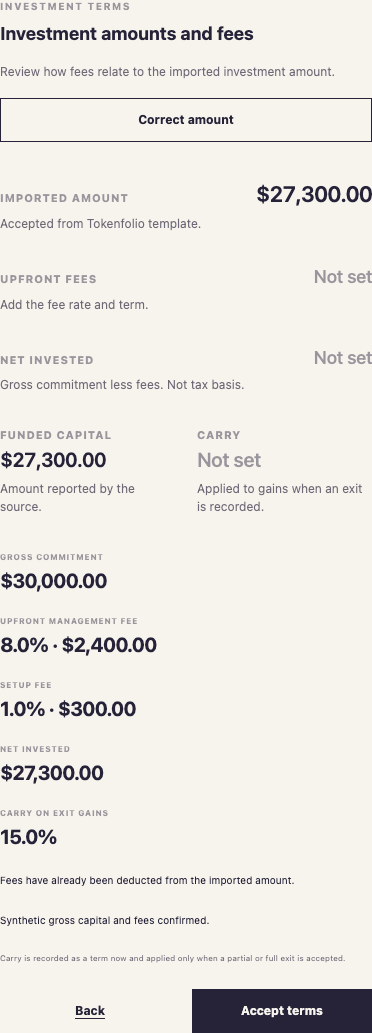 INVESTMENT TERMS
Investment amounts and fees
Review how fees relate to the imported investment amount.
Correct amount
IMPORTED AMOUNT
$27,300.00
Accepted from Tokenfolio template.
UPFRONT FEES
Not set
Add the fee rate and term.
NET INVESTED
Not set
Gross commitment less fees. Not tax basis.
FUNDED CAPITAL
$27,300.00
Amount reported by the
source.
CARRY
Not set
Applied to gains when an exit
is recorded.
GROSS COMMITMENT
$30,000.00
UPFRONT MANAGEMENT FEE
8.0% · $2,400.00
SETUP FEE
1.0% · $300.00
NET INVESTED
$27,300.00
CARRY ON EXIT GAINS
15.0%
Fees have already been deducted from the imported amount.
Synthetic gross capital and fees confirmed.
Carry is recorded as a term now and applied only when a partial or full exit is accepted.
Back
Accept terms